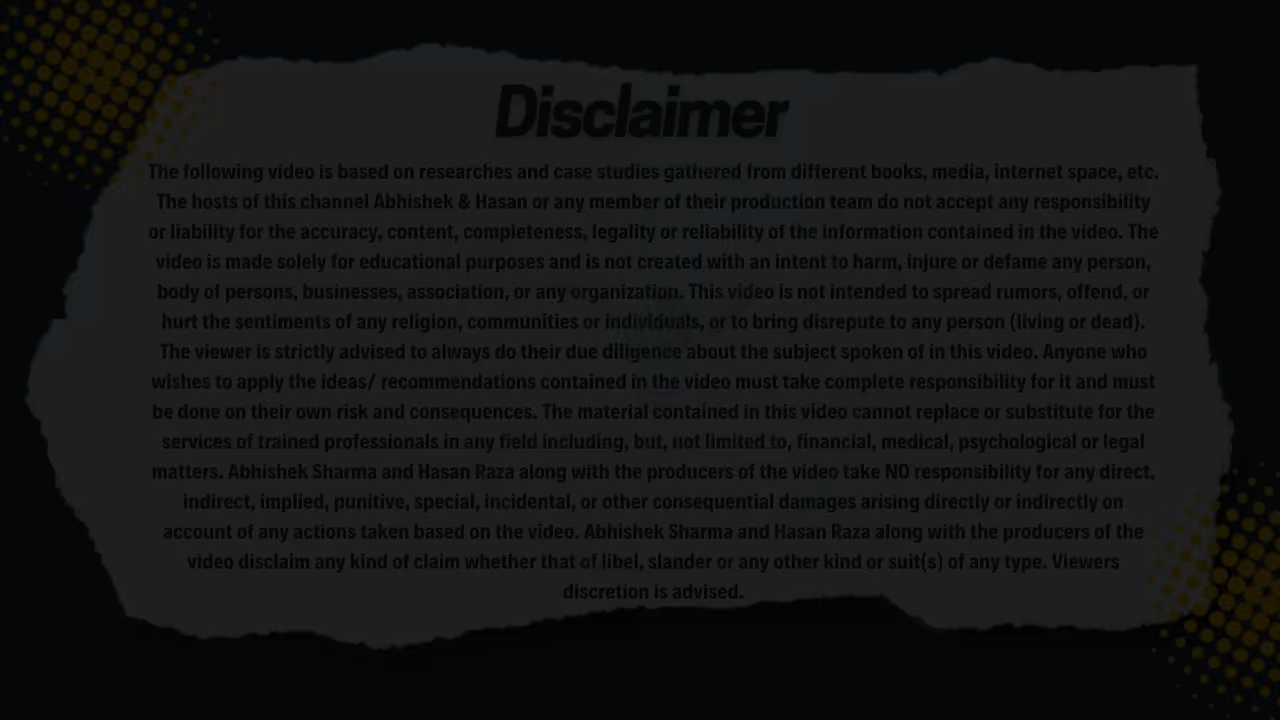 Disclaimer
The following video is based on researches and case studies gathered from different books, media, internet space, etc.
The hosts of this channel Abhishek & Hasan or any member of their production team do not accept any responsibility
or liability for the accuracy, content, completeness, legality or reliability of the information contained in the video. The
video is made solely for educational purposes and is not created with an intent to harm, injure or defame any person,
body of persons, businesses, association, or any organization. This video is not intended to spread rumors, offend, or
hurt the sentiments of any religion, communities or individuals, or to bring disrepute to any person (living or dead).
The viewer is strictly advised to always do their due diligence about the subject spoken of in this video. Anyone who
wishes to apply the ideas/ recommendations contained in the video must take complete responsibility for it and must
be done on their own risk and consequences. The material contained in this video cannot replace or substitute for the
services of trained professionals in any field including, but, not limited to, financial, medical, psychological or legal
matters. Abhishek Sharma and Hasan Raza along with the producers of the video take NO responsibility for any direct,
indirect, implied, punitive, special, incidental, or other consequential damages arising directly or indirectly on
account of any actions taken based on the video. Abhishek Sharma and Hasan Raza along with the producers of the
video disclaim any kind of claim whether that of libel, slander or any other kind or suit(s) of any type. Viewers
discretion is advised.